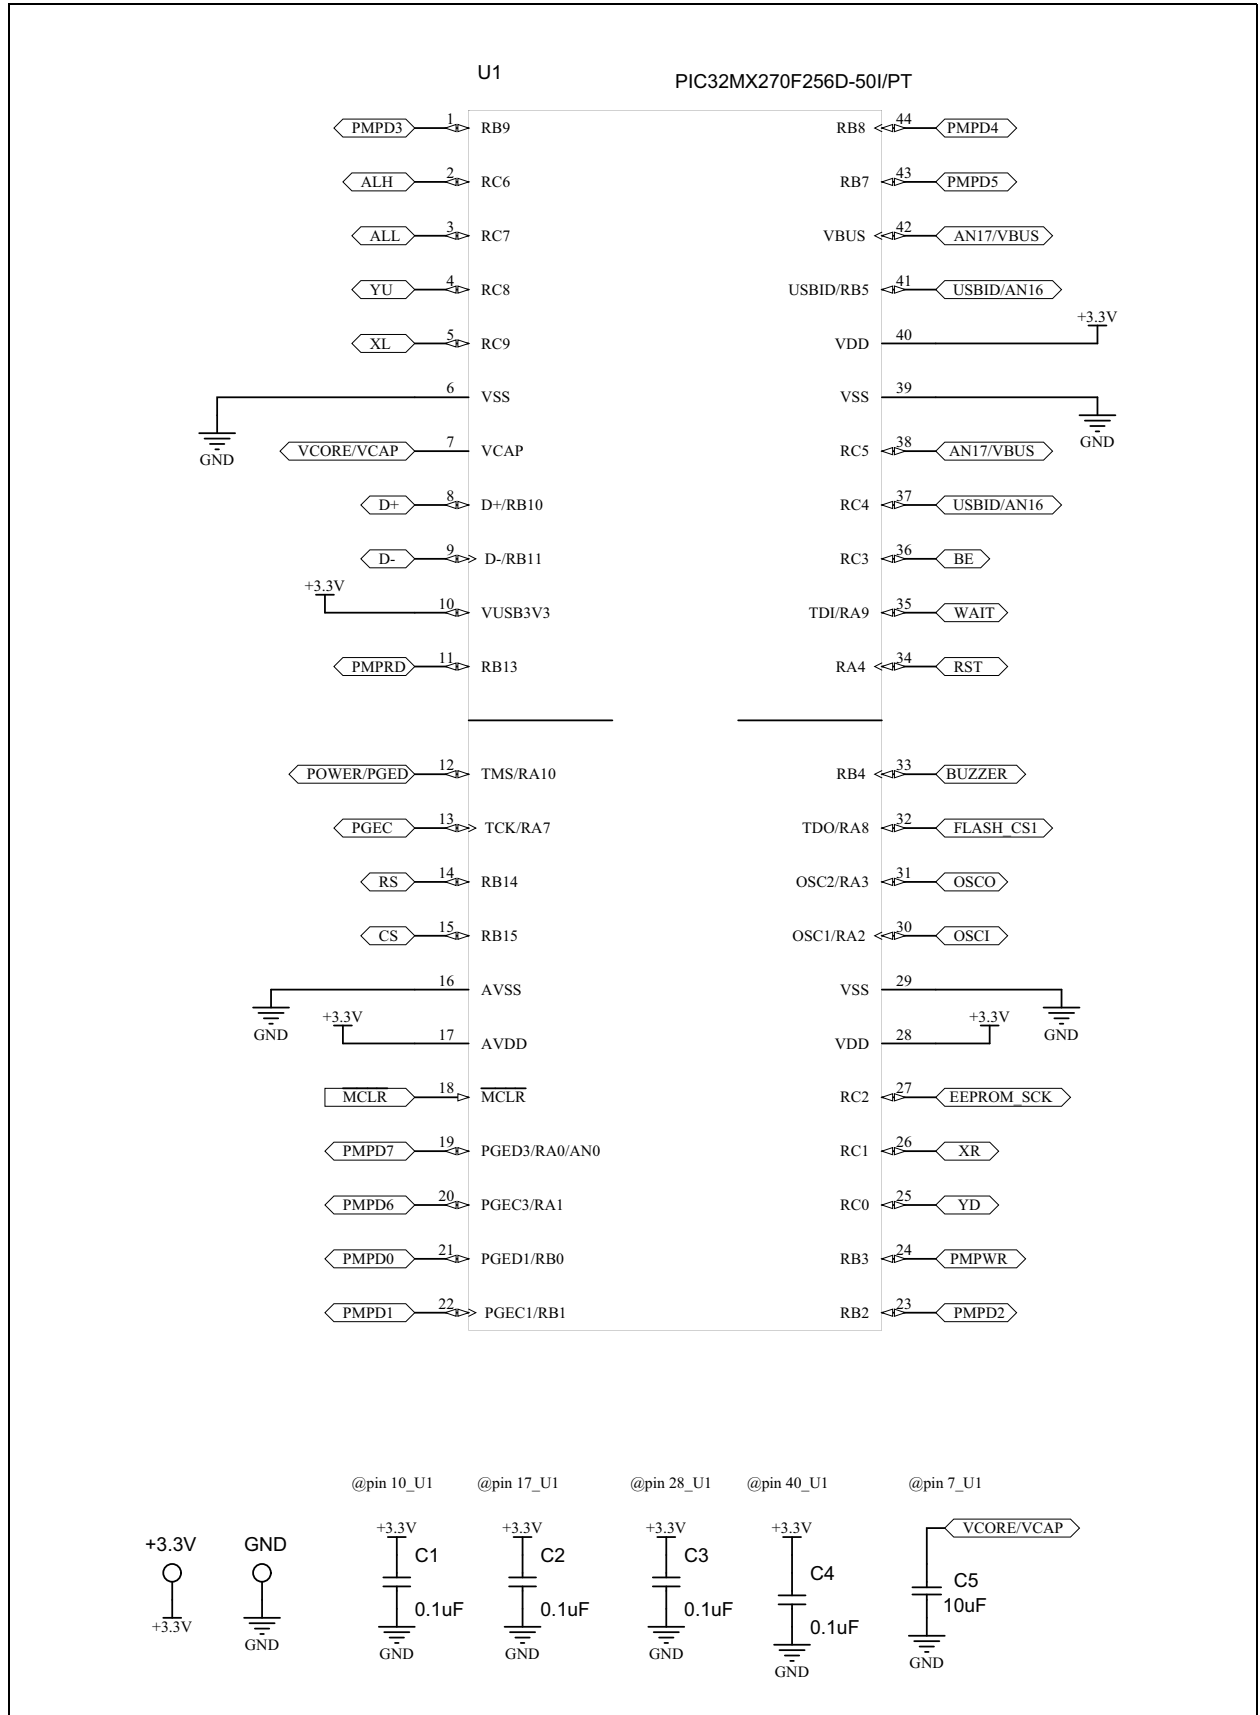 U1 PIC32MX270F256D-50I/PT
PMPD3 1 RB9 RB8 44 PMPD4
ALH 2 RC6 RB7 43 PMPD5
ALL 3 RC7 VBUS 42 AN17/VBUS
YU 4 RC8 USBID/RB5 41 USBID/AN16
+3.3V
XL 5 RC9 VDD 40
6 VSS VSS 39
GND
GND
VCORE/VCAP 7 VCAP RC5 38 AN17/VBUS
D+ 8 D+/RB10 RC4 37 USBID/AN16
D- 9 D-/RB11 RC3 36 BE
+3.3V
10 VUSB3V3 TDI/RA9 35 WAIT
PMPRD 11 RB13 RA4 34 RST
POWER/PGED 12 TMS/RA10 RB4 33 BUZZER
PGEC 13 TCK/RA7 TDO/RA8 32 FLASH_CS1
RS 14 RB14 OSC2/RA3 31 OSCO
CS 15 RB15 OSC1/RA2 30 OSCI
16 AVSS VSS 29
GND +3.3V +3.3V GND
17 AVDD VDD 28
MCLR 18 MCLR RC2 27 EEPROM_SCK
PMPD7 19 PGED3/RA0/AN0 RC1 26 XR
PMPD6 20 PGEC3/RA1 RC0 25 YD
PMPD0 21 PGED1/RB0 RB3 24 PMPWR
PMPD1 22 PGEC1/RB1 RB2 23 PMPD2
@pin 10_U1 @pin 17_U1 @pin 28_U1 @pin 40_U1 @pin 7_U1
+3.3V +3.3V +3.3V +3.3V VCORE/VCAP
+3.3V GND C1 C2 C3 C4 C5
0.1uF 0.1uF 0.1uF 0.1uF 10uF
+3.3V GND GND GND GND GND GND